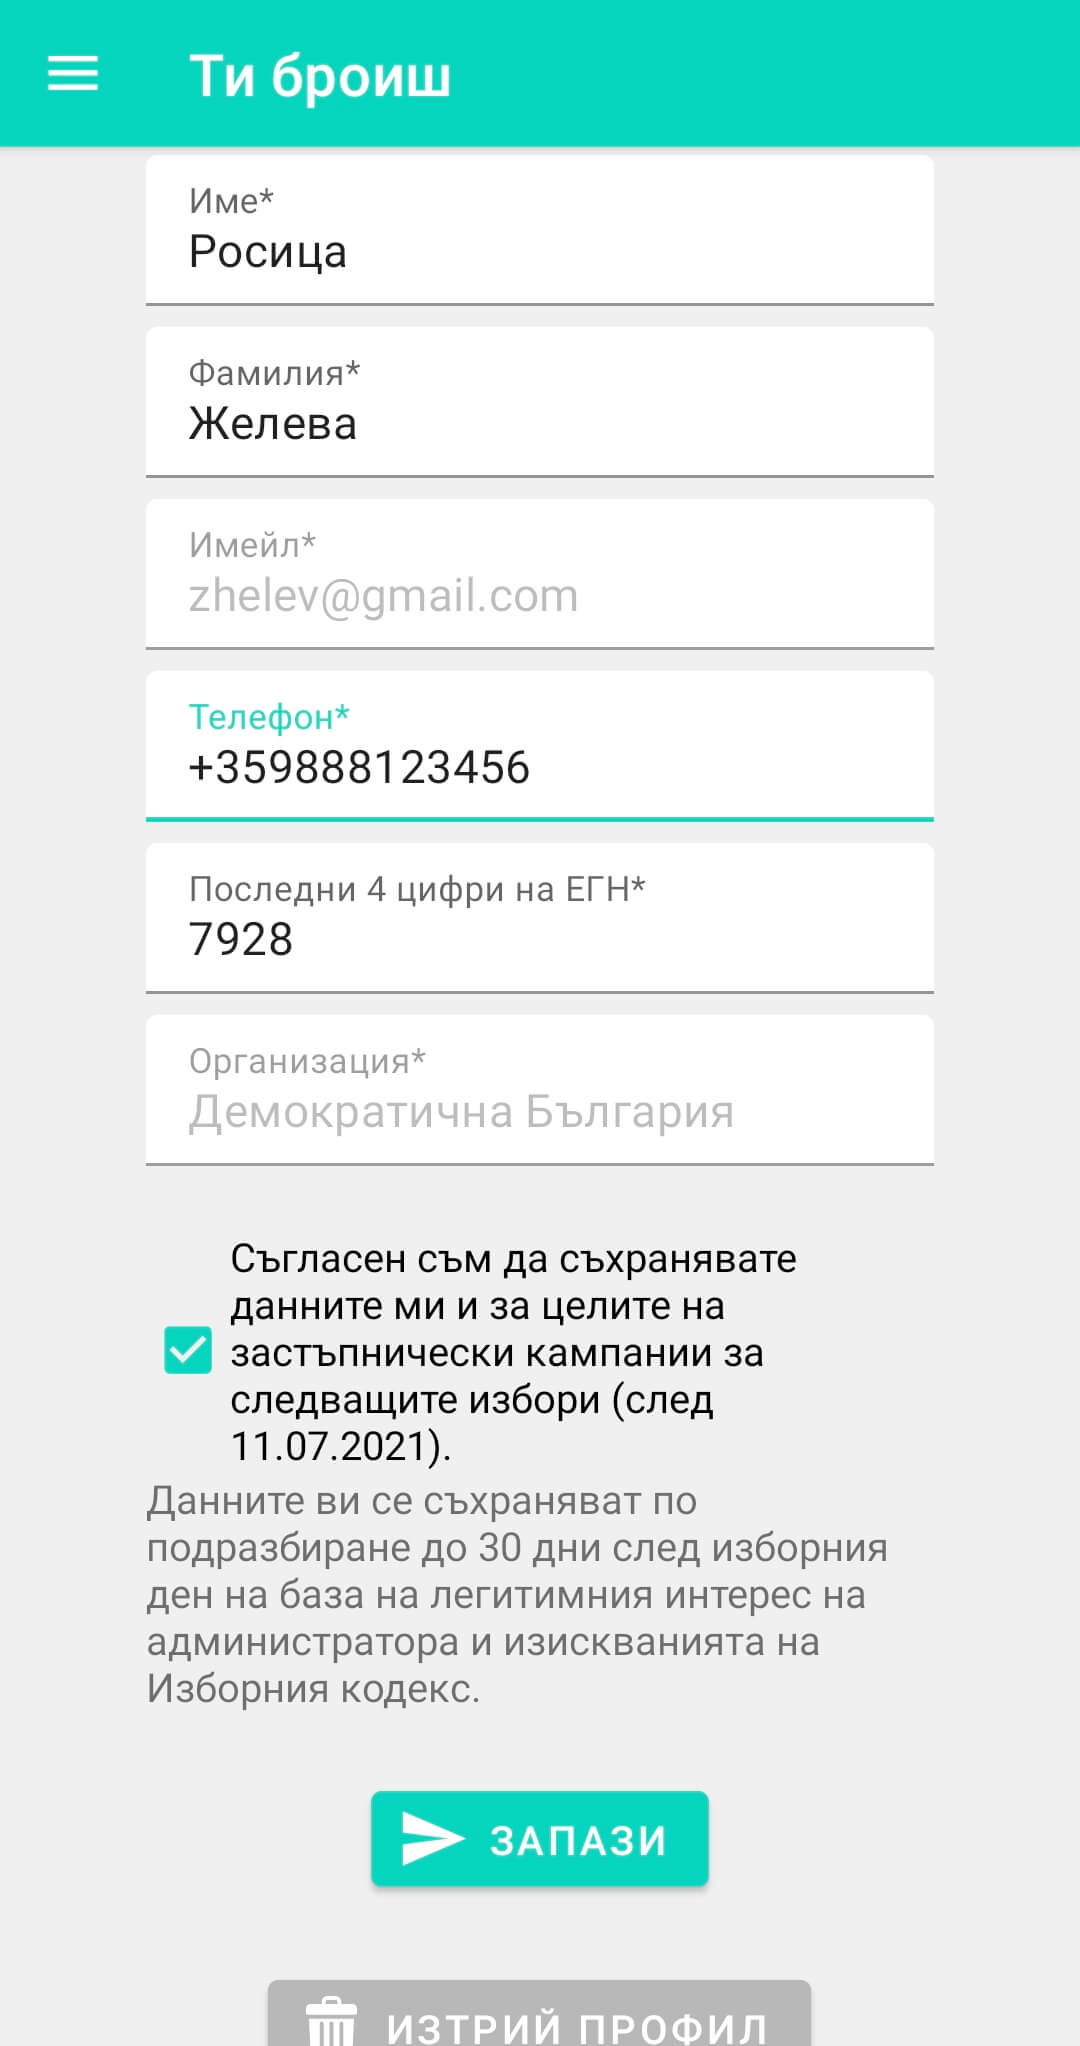 Ти броиш
Име*
Росица
Фамилия*
Желева
Имейл*
zhelev@gmail.com
Телефон*
+359888123456
Последни 4 цифри на ЕГН*
7928
Организация*
Демократична България
Съгласен съм да съхранявате
данните ми и за целите на
застъпнически кампании за
следващите избори (след
11.07.2021).
Данните ви се съхраняват по
подразбиране до 30 дни след изборния
ден на база на легитимния интерес на
администратора и изискванията на
Изборния кодекс.
ЗАПАЗИ
ИЗТРИЙ ПРОФИЛ